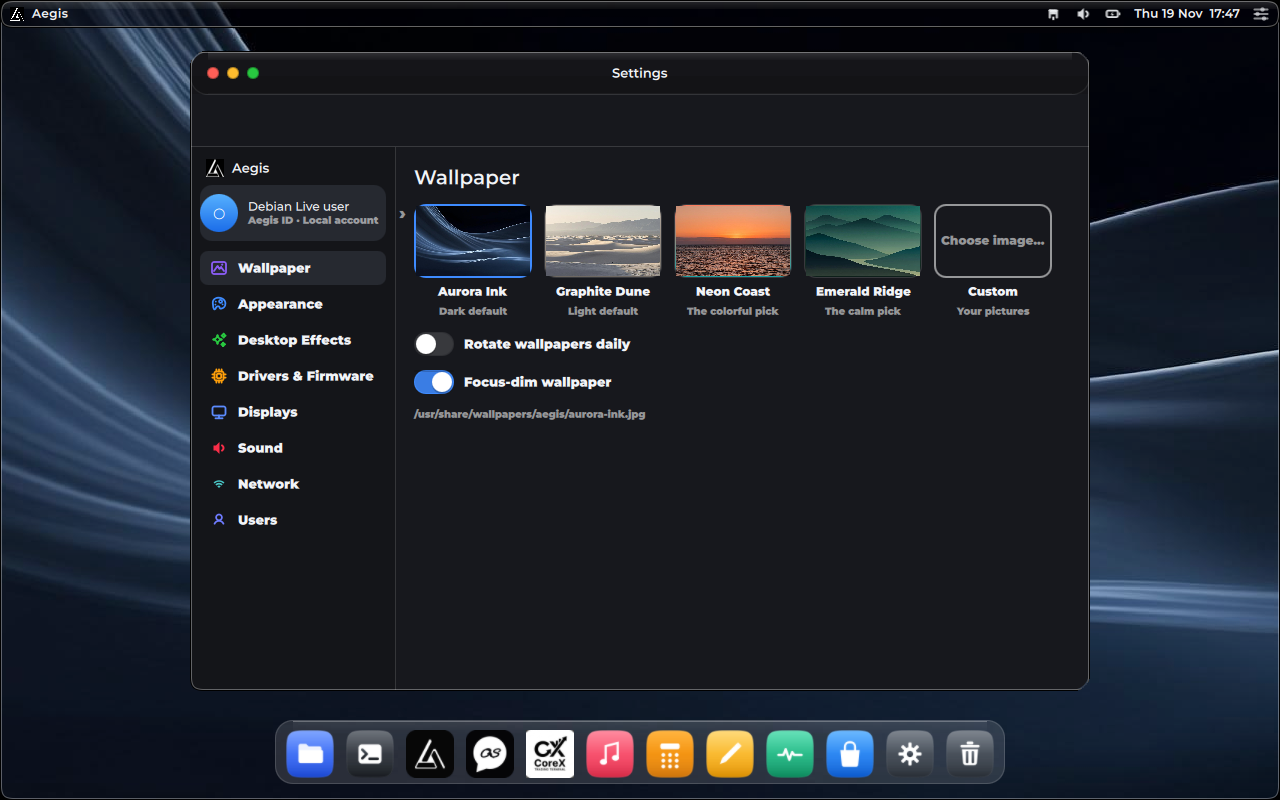 Aegis
Thu 19 Nov 17:47
Settings
Aegis
Debian Live user
Aegis ID · Local account
Wallpaper
Appearance
Desktop Effects
Drivers & Firmware
Displays
Sound
Network
Users
Wallpaper
Choose image...
Aurora Ink
Graphite Dune
Neon Coast
Emerald Ridge
Custom
Dark default
Light default
The colorful pick
The calm pick
Your pictures
Rotate wallpapers daily
Focus-dim wallpaper
/usr/share/wallpapers/aegis/aurora-ink.jpg
as
CX
CoreX